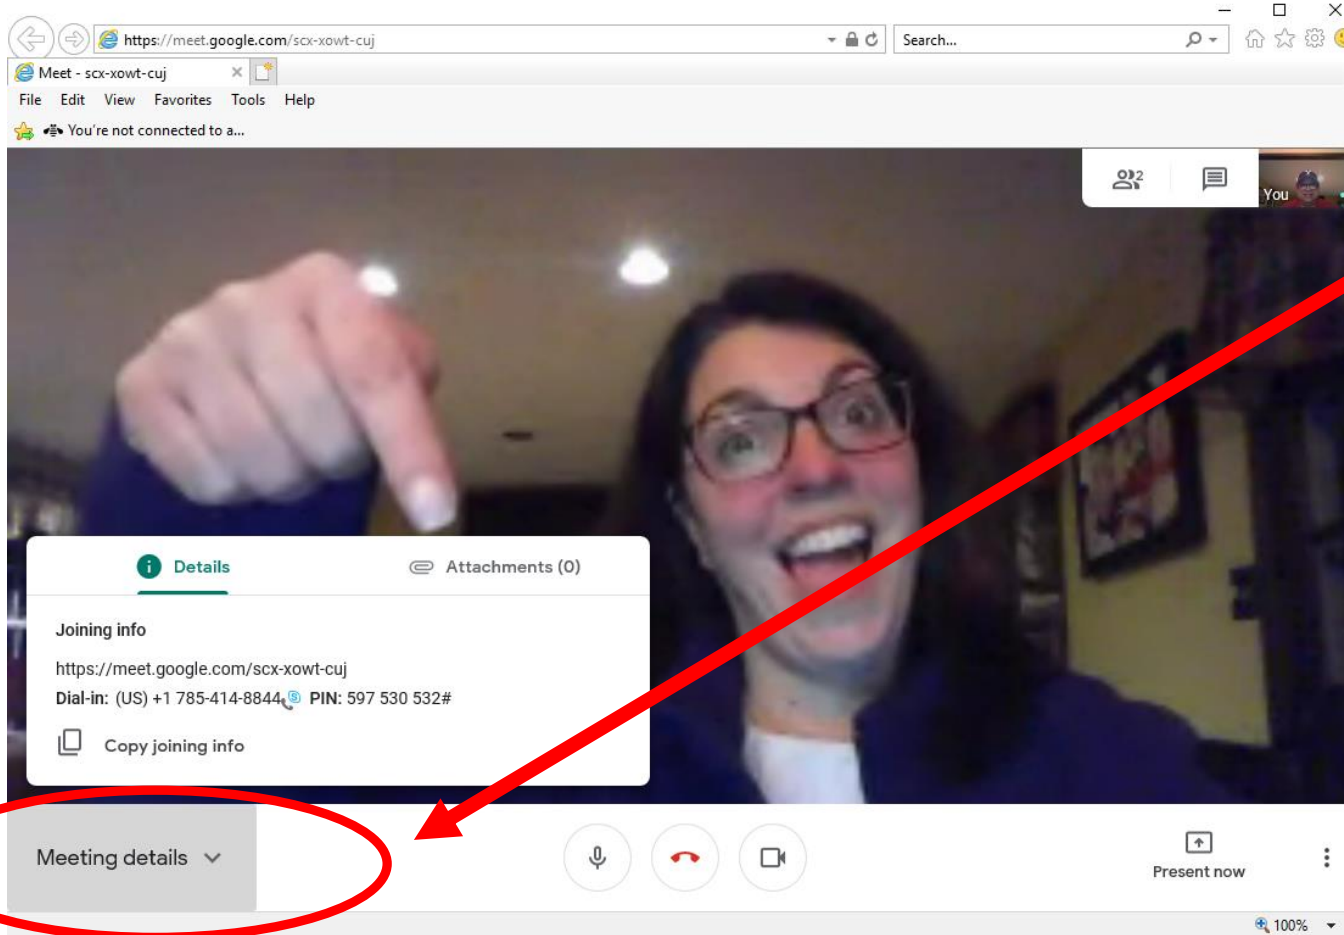 https://meet.google.com/scx-xowt-cuj
Search...
Meet - scx-xowt-cuj
File Edit View Favorites Tools Help
You're not connected to a...
2
You
Details
Attachments (0)
Joining info
https://meet.google.com/scx-xowt-cuj
Dial-in: (US) +1 785-414-8844 PIN: 597 530 532#
Copy joining info
Meeting details
Present now
100%